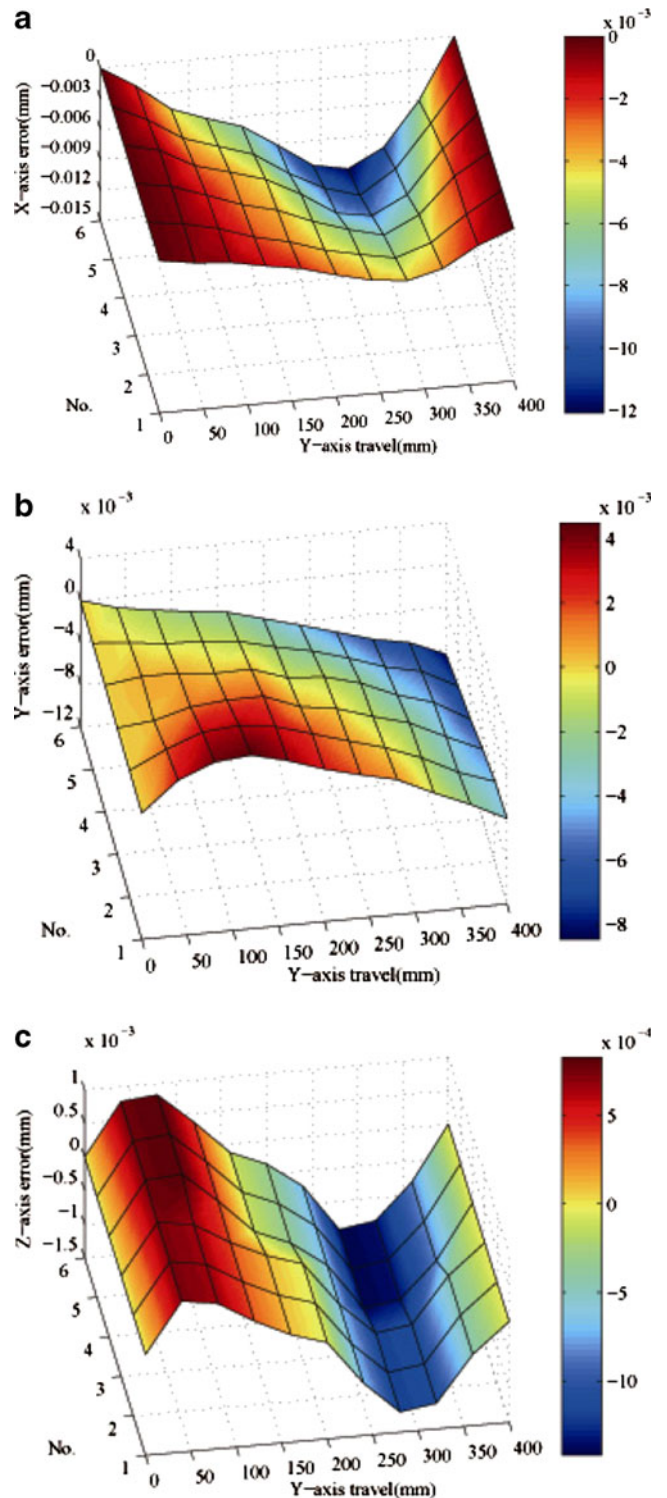 a
× 10⁻³
0
−0.003
−0.006
−0.009
−0.012
−0.015
X−axis error(mm)
6
5
4
3
2
1
No.
0 50 100 150 200 250 300 350 400
Y−axis travel(mm)
0
−2
−4
−6
−8
−10
−12
b
x 10⁻³
x 10⁻³
4
0
−4
−8
−12
Y−axis error(mm)
6
5
4
3
2
1
No.
0 50 100 150 200 250 300 350 400
Y−axis travel(mm)
4
2
0
−2
−4
−6
−8
c
x 10⁻³
x 10⁻⁴
1
0.5
0
−0.5
−1
−1.5
Z−axis error(mm)
6
5
4
3
2
1
No.
0 50 100 150 200 250 300 350 400
Y−axis travel(mm)
5
0
−5
−10